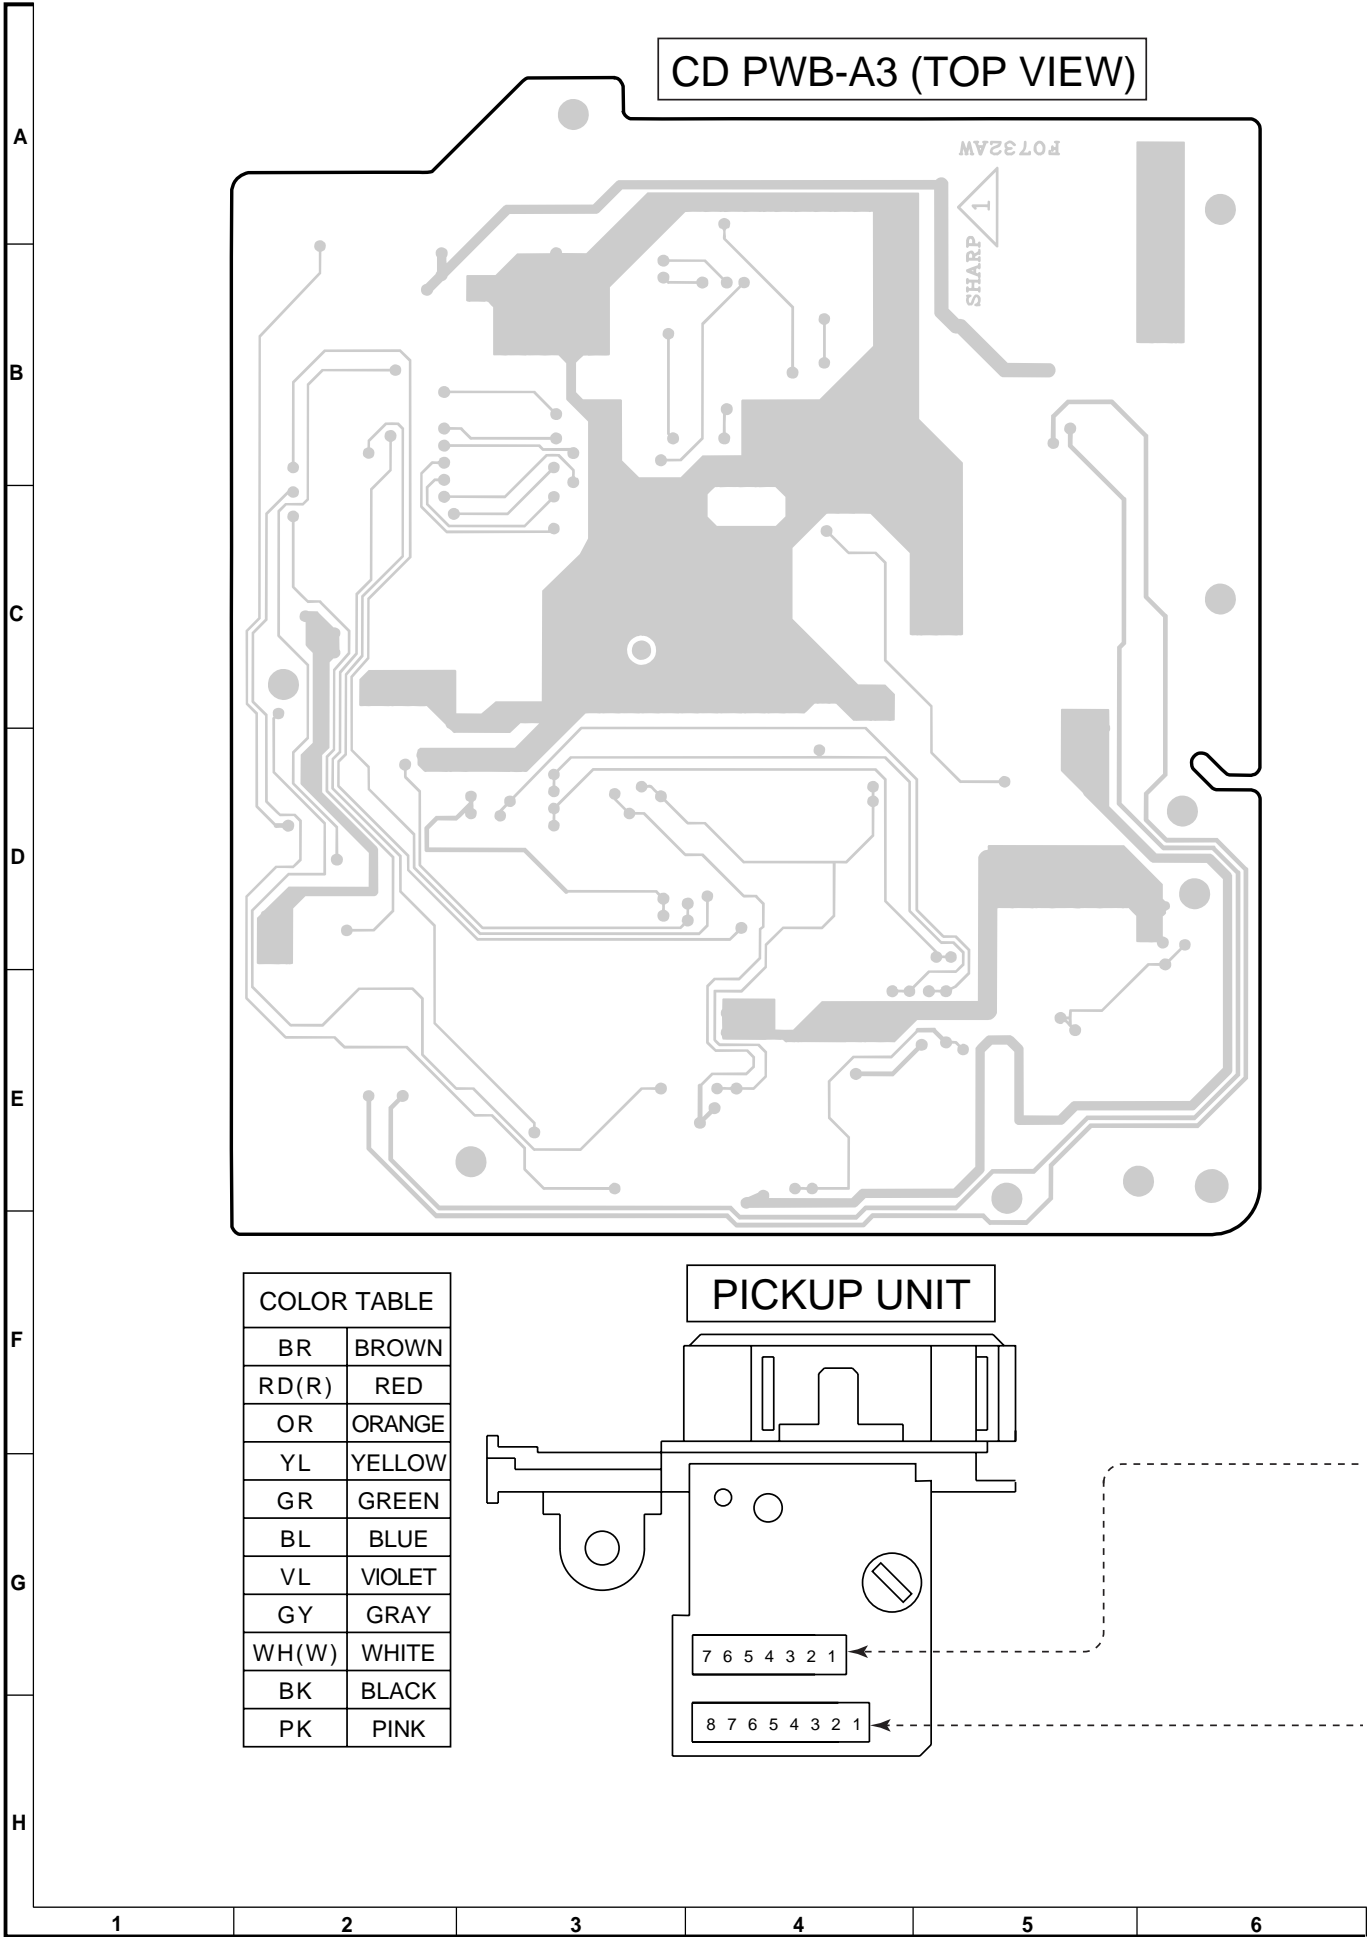 CD PWB-A3 (TOP VIEW)
A
F0732AW
1
SHARP
B
C
D
E
PICKUP UNIT
COLOR TABLE
F
BR BROWN
RD(R) RED
OR ORANGE
YL YELLOW
GR GREEN
BL BLUE
VL VIOLET
G
GY GRAY
WH(W) WHITE
7 6 5 4 3 2 1
BK BLACK
PK PINK
8 7 6 5 4 3 2 1
H
1 2 3 4 5 6